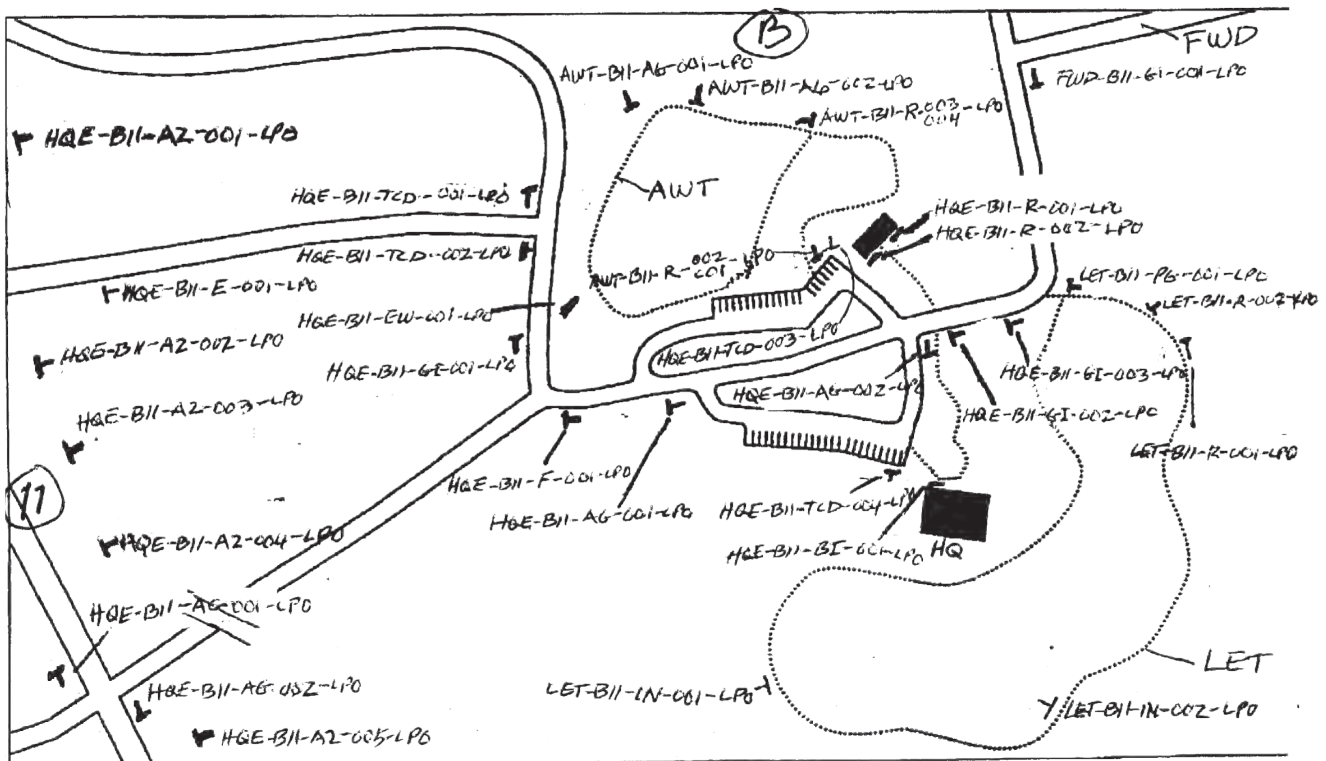 B
FWD
AWT-B11-AG-001-LPO
AWT-B11-AG-002-LPO
FWD-B11-GI-001-LPO
AWT-B11-R-003-LPO
004
HQE-B11-A2-001-LPO
AWT
HQE-B11-TCD-001-LPO
HQE-B11-R-001-LPO
HQE-B11-R-002-LPO
HQE-B11-TCD-002-LPO
AWT-B11-R-002-LPO
001
LET-B11-PG-001-LPO
HQE-B11-E-001-LPO
LET-B11-R-002-LPO
HQE-B11-EW-001-LPO
HQE-B11-A2-002-LPO
HQE-B11-TCD-003-LPO
HQE-B11-GI-001-LPO
HQE-B11-GI-003-LPO
HQE-B11-AG-002-LPO
HQE-B11-A2-003-LPO
HQE-B11-GI-002-LPO
LET-B11-R-001-LPO
HQE-B11-F-001-LPO
11
HQE-B11-AG-001-LPO
HQE-B11-TCD-004-LPO
HQE-B11-A2-004-LPO
HQE-B11-BI-001-LPO
HQ
HQE-B11-AG-001-LPO
LET
HQE-B11-AG-002-LPO
LET-B11-IN-001-LPO
LET-B11-IN-002-LPO
HQE-B11-A2-005-LPO